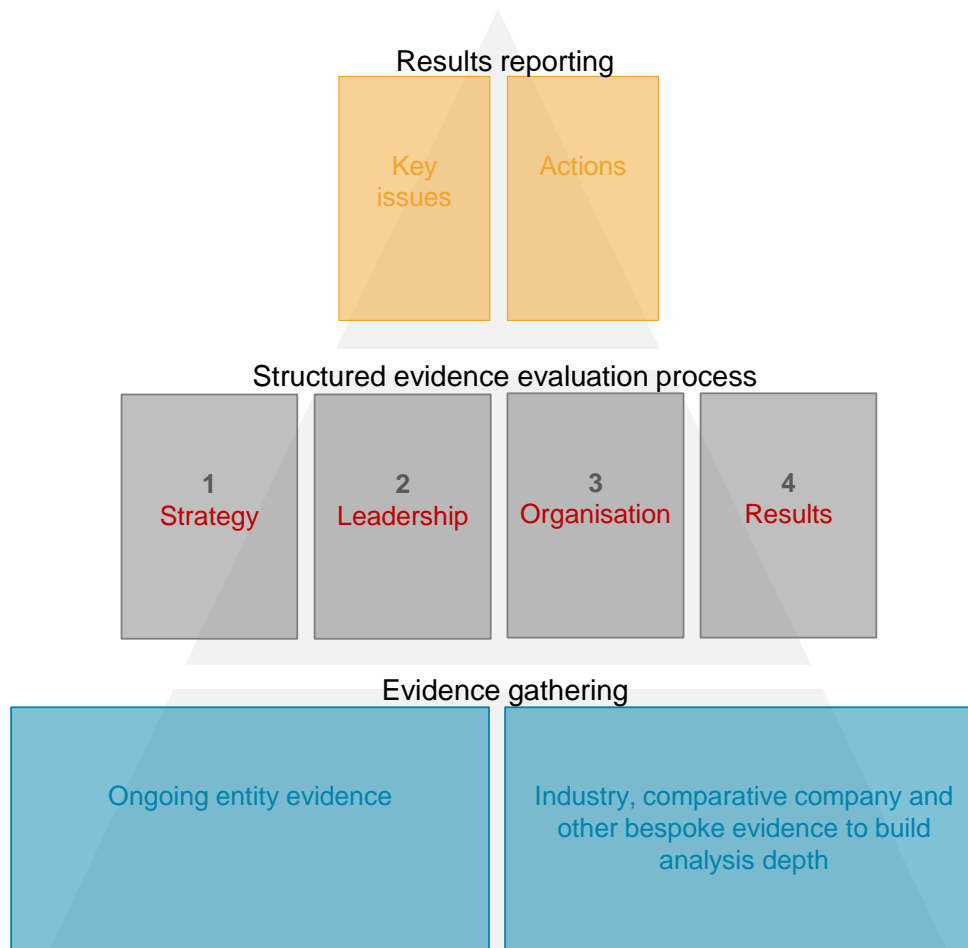 Results reporting
Key
issues
Actions
Structured evidence evaluation process
1
Strategy
2
Leadership
3
Organisation
4
Results
Evidence gathering
Ongoing entity evidence
Industry, comparative company and
other bespoke evidence to build
analysis depth